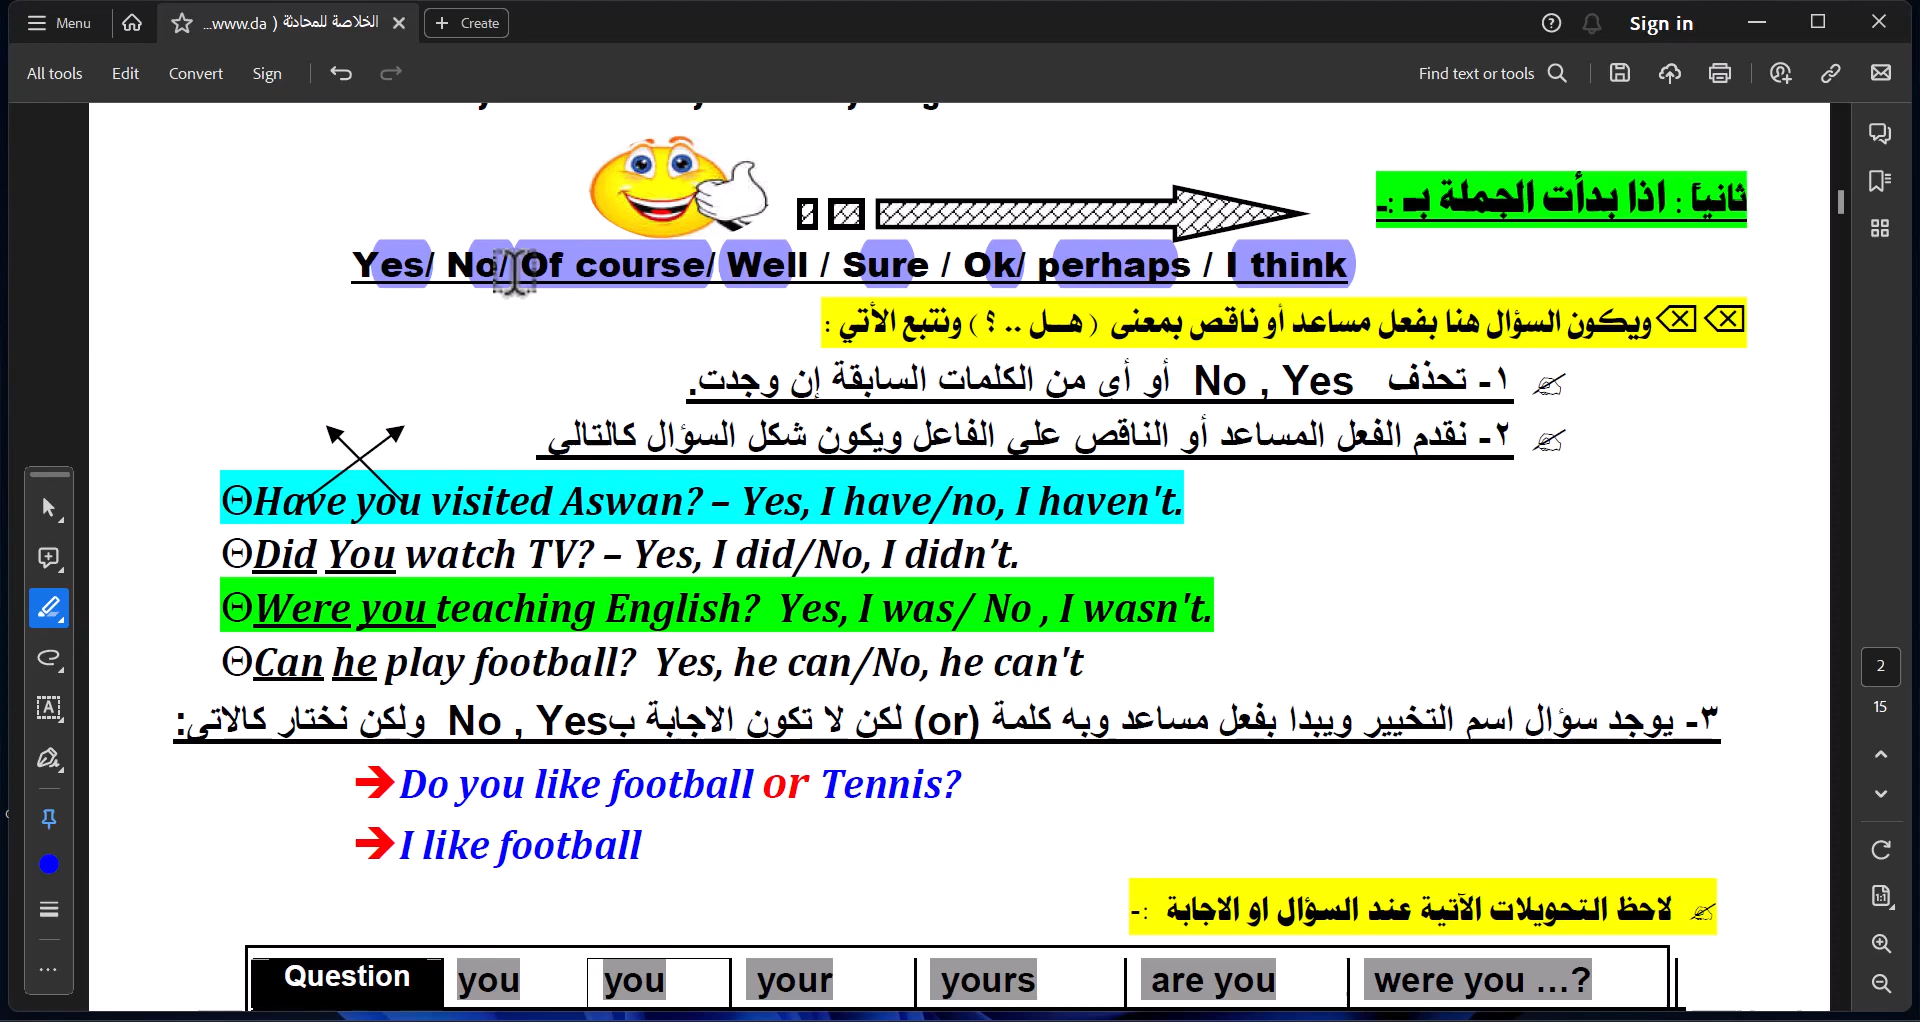 Menu
...www.da ) الخلاصة للمحادثة
Create
Sign in
All tools
Edit
Convert
Sign
Find text or tools
ثانيا : اذا بدأت الجملة بـ :ـ
Yes/ No/ Of course/ Well / Sure / Ok/ perhaps / I think
ويكون السؤال هنا بفعل مساعد أو ناقص بمعنى ( هـــل .. ؟ ) ونتبع الأتي :
١- تحذف No , Yes أو أى من الكلمات السابقة إن وجدت.
٢- نقدم الفعل المساعد أو الناقص على الفاعل ويكون شكل السؤال كالتالى
ΘHave you visited Aswan? – Yes, I have/no, I haven't.
ΘDid You watch TV? – Yes, I did/No, I didn’t.
ΘWere you teaching English? Yes, I was/ No , I wasn't.
ΘCan he play football? Yes, he can/No, he can't
٣- يوجد سؤال اسم التخيير ويبدا بفعل مساعد وبه كلمة (or) لكن لا تكون الاجابة بNo , Yes ولكن نختار كالاتى:
Do you like football or Tennis?
I like football
لاحظ التحويلات الآتية عند السؤال او الاجابة :-
Question you you your yours are you were you ...?
2
15